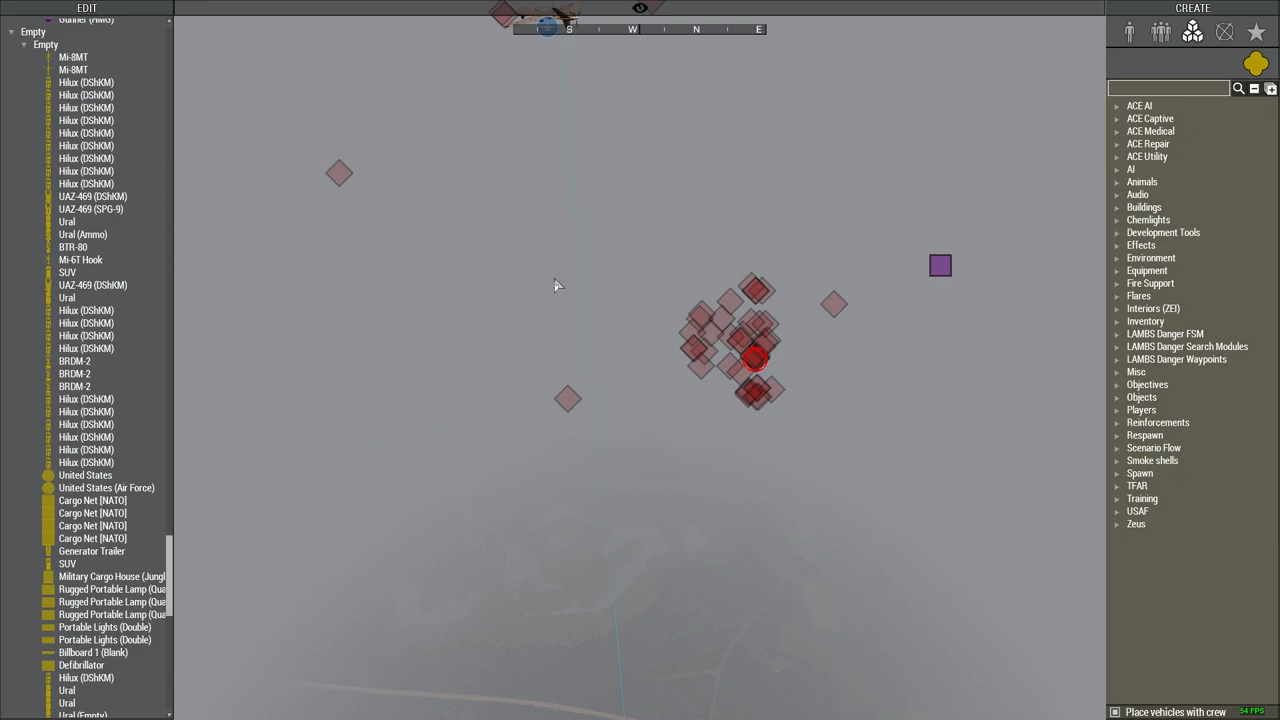 EDIT
Gunner (HMG)
Empty
Empty
Mi-8MT
Mi-8MT
Hilux (DShKM)
Hilux (DShKM)
Hilux (DShKM)
Hilux (DShKM)
Hilux (DShKM)
Hilux (DShKM)
Hilux (DShKM)
Hilux (DShKM)
Hilux (DShKM)
UAZ-469 (DShKM)
UAZ-469 (SPG-9)
Ural
Ural (Ammo)
BTR-80
Mi-6T Hook
SUV
UAZ-469 (DShKM)
Ural
Hilux (DShKM)
Hilux (DShKM)
Hilux (DShKM)
Hilux (DShKM)
BRDM-2
BRDM-2
BRDM-2
Hilux (DShKM)
Hilux (DShKM)
Hilux (DShKM)
Hilux (DShKM)
Hilux (DShKM)
Hilux (DShKM)
United States
United States (Air Force)
Cargo Net [NATO]
Cargo Net [NATO]
Cargo Net [NATO]
Cargo Net [NATO]
Generator Trailer
SUV
Military Cargo House (Jungl
Rugged Portable Lamp (Qua
Rugged Portable Lamp (Qua
Rugged Portable Lamp (Qua
Portable Lights (Double)
Portable Lights (Double)
Billboard 1 (Blank)
Defibrillator
Hilux (DShKM)
Ural
Ural
Ural (Empty)
S W N E
CREATE
ACE AI
ACE Captive
ACE Medical
ACE Repair
ACE Utility
AI
Animals
Audio
Buildings
Chemlights
Development Tools
Effects
Environment
Equipment
Fire Support
Flares
Interiors (ZEI)
Inventory
LAMBS Danger FSM
LAMBS Danger Search Modules
LAMBS Danger Waypoints
Misc
Objectives
Objects
Players
Reinforcements
Respawn
Scenario Flow
Smoke shells
Spawn
TFAR
Training
USAF
Zeus
Place vehicles with crew
54 FPS